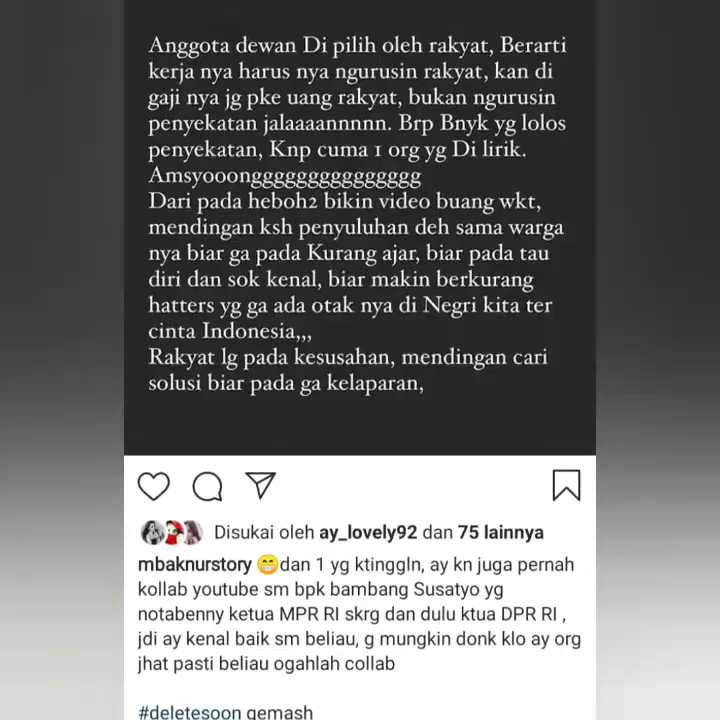 Anggota dewan Di pilih oleh rakyat, Berarti
kerja nya harus nya ngurusin rakyat, kan di
gaji nya jg pke uang rakyat, bukan ngurusin
penyekatan jalaaaannnnn. Brp Bnyk yg lolos
penyekatan, Knp cuma 1 org yg Di lirik.
Amsyooongggggggggggggggg
Dari pada heboh2 bikin video buang wkt,
mendingan ksh penyuluhan deh sama warga
nya biar ga pada Kurang ajar, biar pada tau
diri dan sok kenal, biar makin berkurang
hatters yg ga ada otak nya di Negri kita ter
cinta Indonesia,,,
Rakyat lg pada kesusahan, mendingan cari
solusi biar pada ga kelaparan,
Disukai oleh ay_lovely92 dan 75 lainnya
mbaknurstory 😁dan 1 yg ktinggln, ay kn juga pernah
kollab youtube sm bpk bambang Susatyo yg
notabenny ketua MPR RI skrg dan dulu ktua DPR RI ,
jdi ay kenal baik sm beliau, g mungkin donk klo ay org
jhat pasti beliau ogahlah collab
#deletesoon gemash